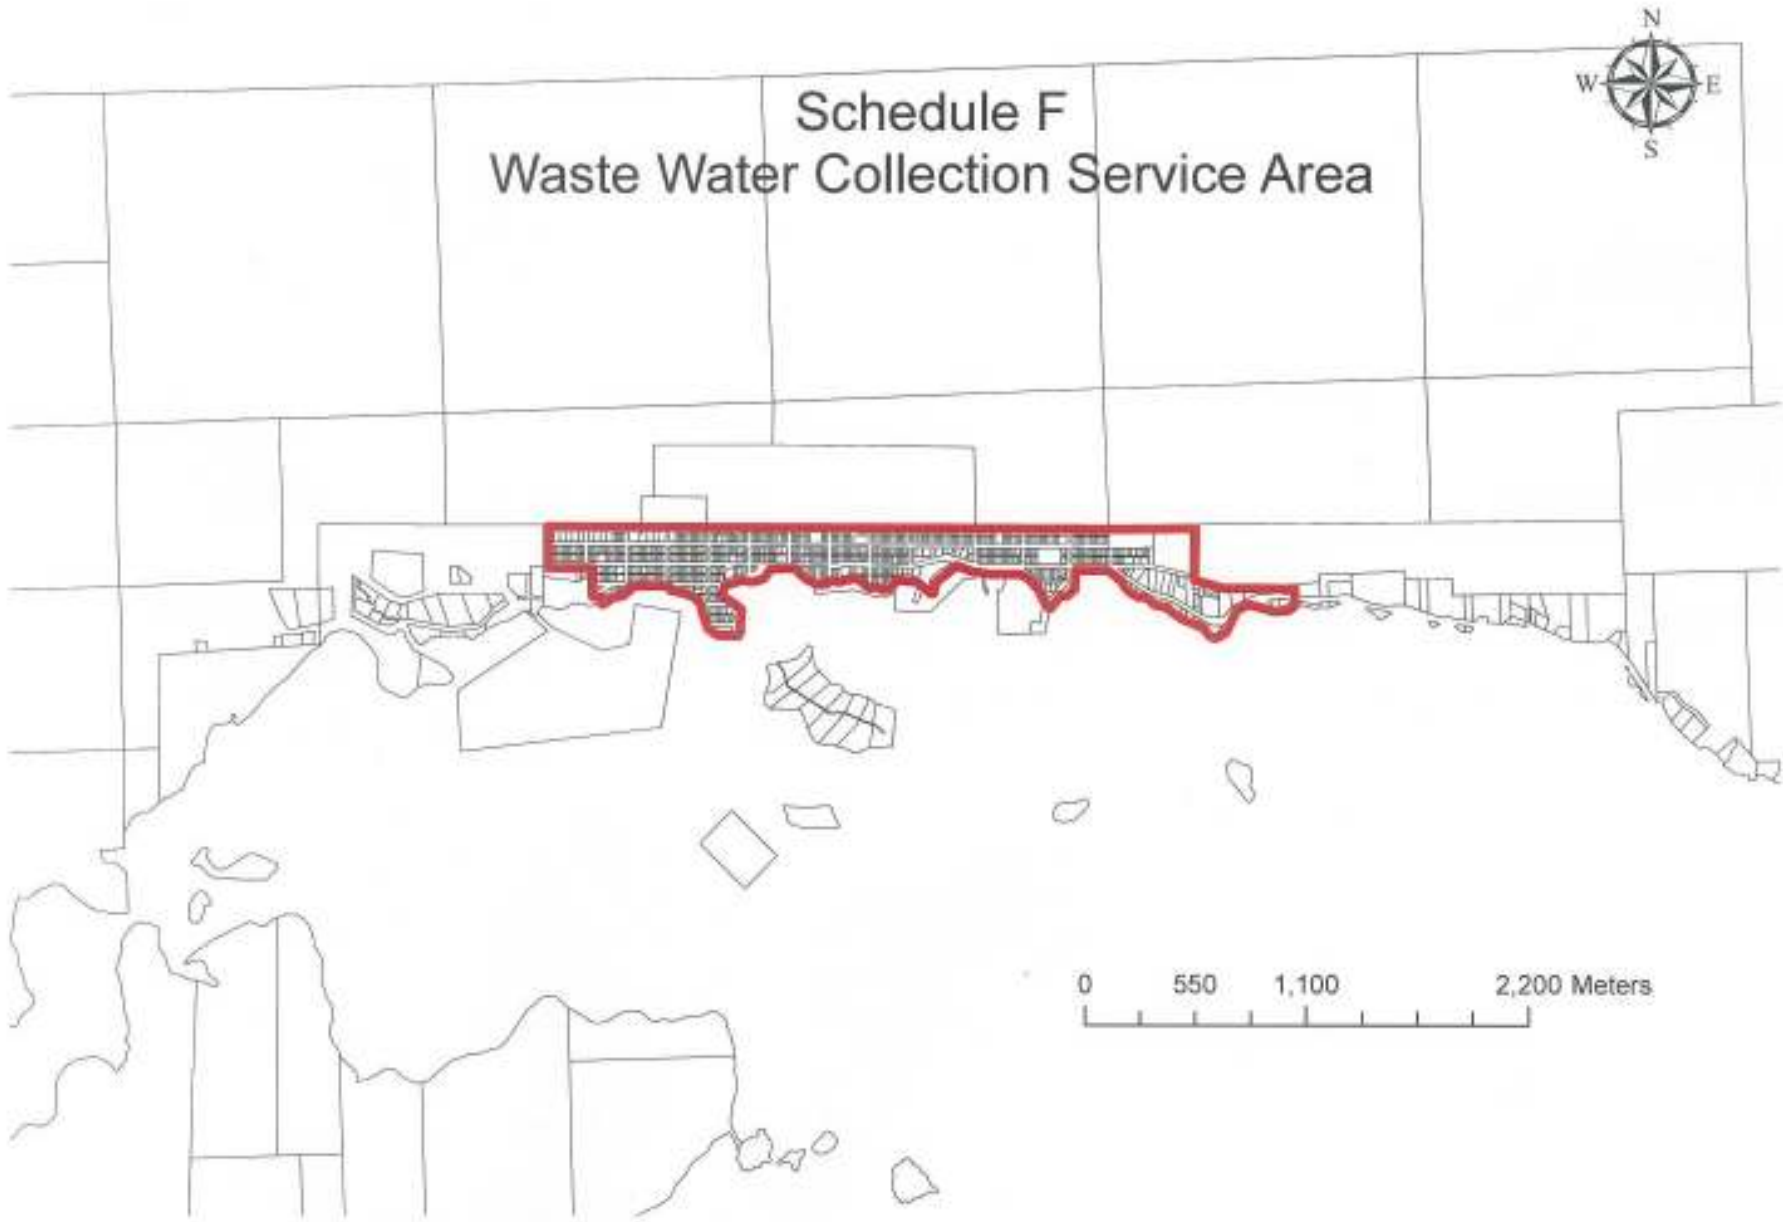 N
W E
S
Schedule F
Waste Water Collection Service Area
0 550 1,100 2,200 Meters